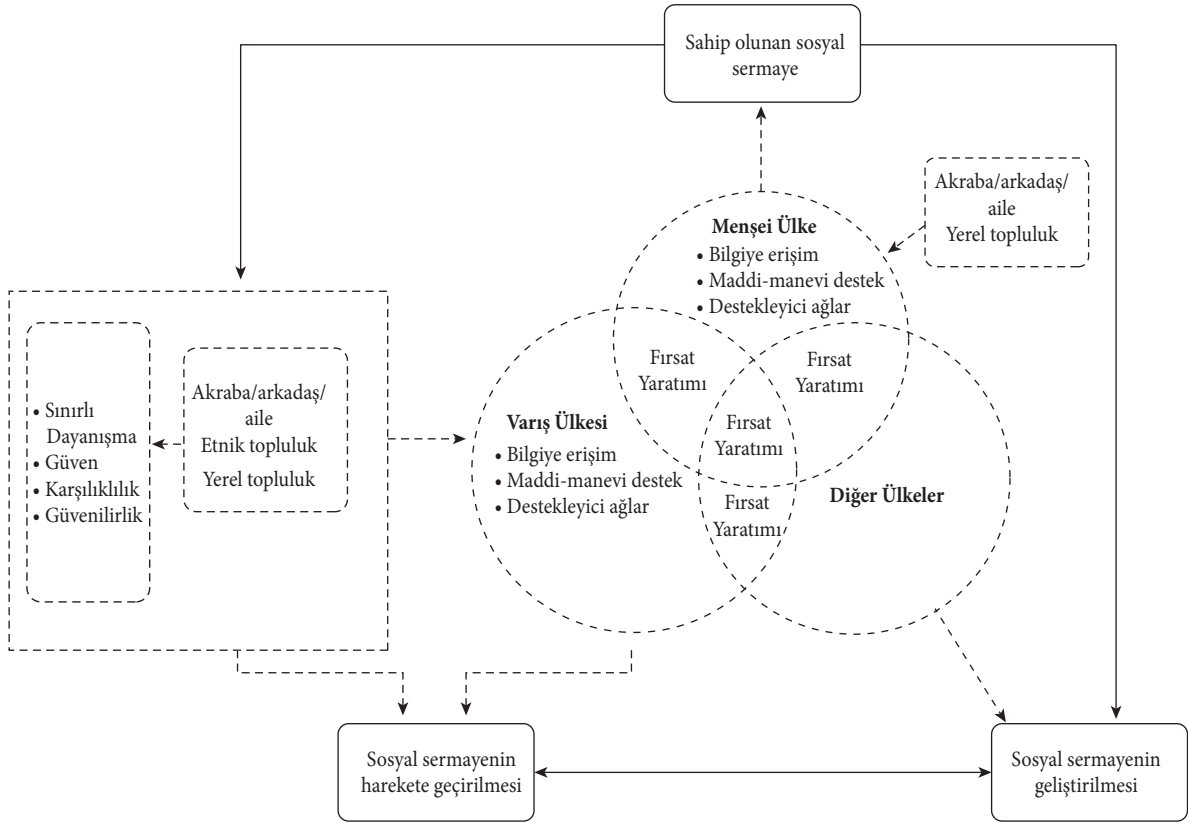 Sahip olunan sosyal
sermaye
Akraba/arkadaş/
aile
Yerel topluluk
Menşei Ülke
• Bilgiye erişim
• Maddi-manevi destek
• Destekleyici ağlar
Fırsat
Yaratımı
Fırsat
Yaratımı
• Sınırlı
Dayanışma
• Güven
• Karşılıklılık
• Güvenilirlik
Akraba/arkadaş/
aile
Etnik topluluk
Yerel topluluk
Varış Ülkesi
• Bilgiye erişim
• Maddi-manevi destek
• Destekleyici ağlar
Fırsat
Yaratımı
Fırsat
Yaratımı
Diğer Ülkeler
Sosyal sermayenin
harekete geçirilmesi
Sosyal sermayenin
geliştirilmesi